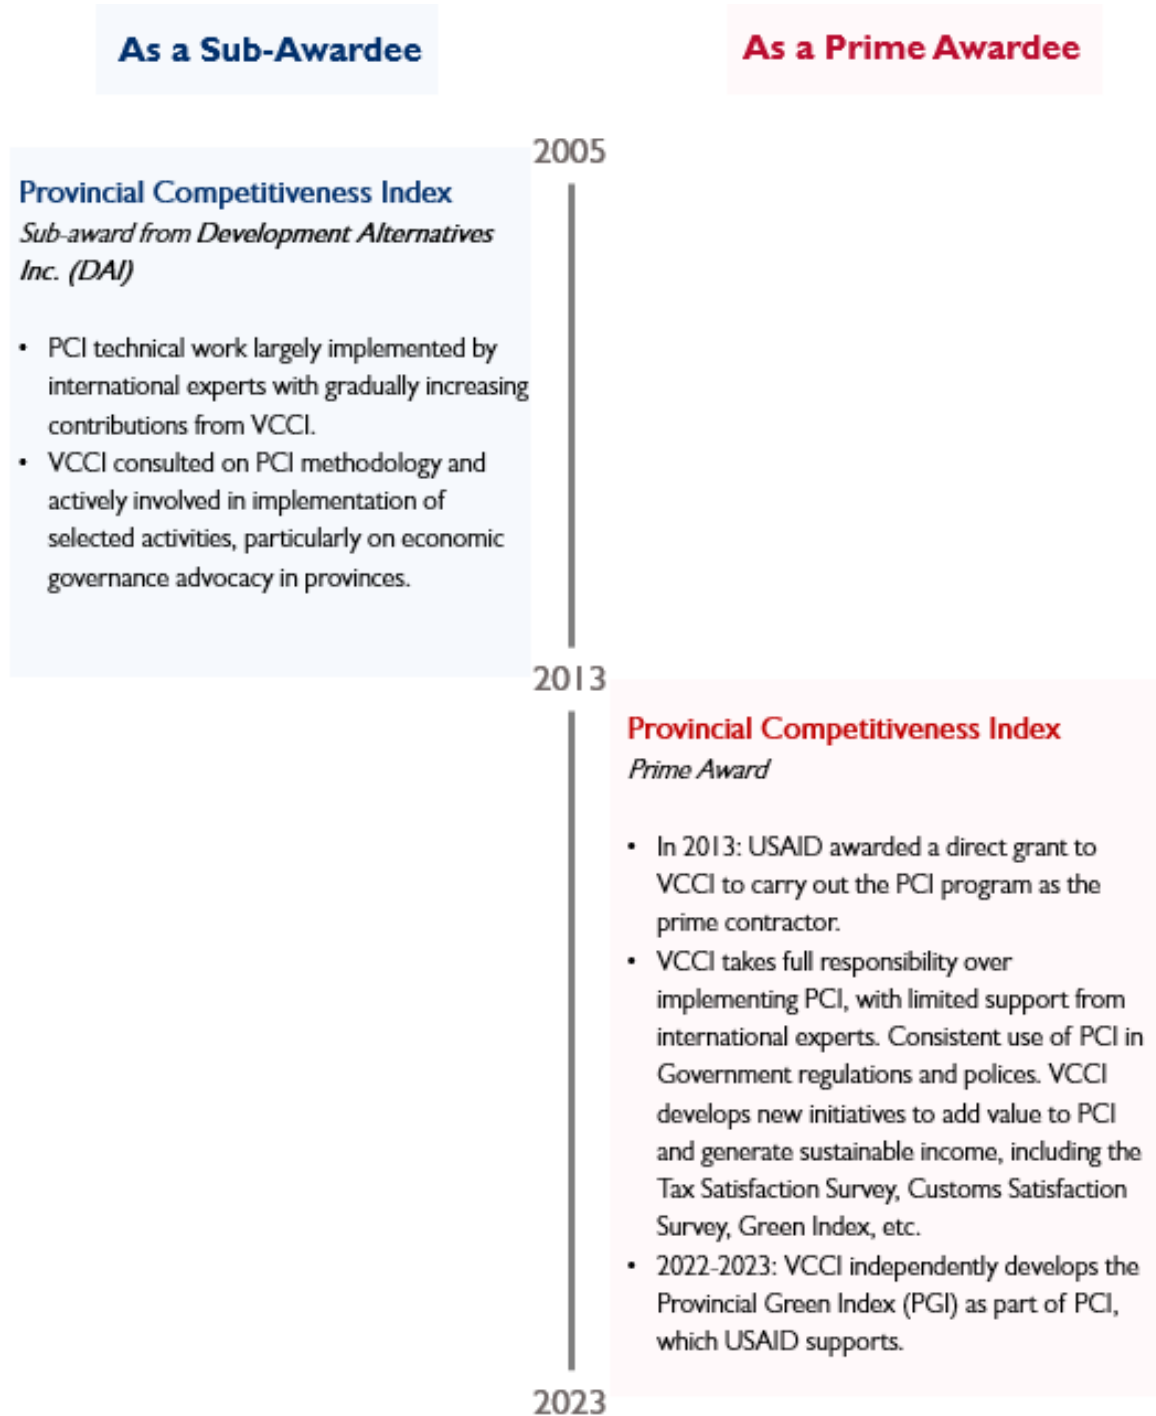 As a Sub-Awardee
As a Prime Awardee
2005
Provincial Competitiveness Index
Sub-award from Development Alternatives
Inc. (DAI)
• PCI technical work largely implemented by
international experts with gradually increasing
contributions from VCCI.
• VCCI consulted on PCI methodology and
actively involved in implementation of
selected activities, particularly on economic
governance advocacy in provinces.
2013
Provincial Competitiveness Index
Prime Award
• In 2013: USAID awarded a direct grant to
VCCI to carry out the PCI program as the
prime contractor.
• VCCI takes full responsibility over
implementing PCI, with limited support from
international experts. Consistent use of PCI in
Government regulations and polices. VCCI
develops new initiatives to add value to PCI
and generate sustainable income, including the
Tax Satisfaction Survey, Customs Satisfaction
Survey, Green Index, etc.
• 2022-2023: VCCI independently develops the
Provincial Green Index (PGI) as part of PCI,
which USAID supports.
2023